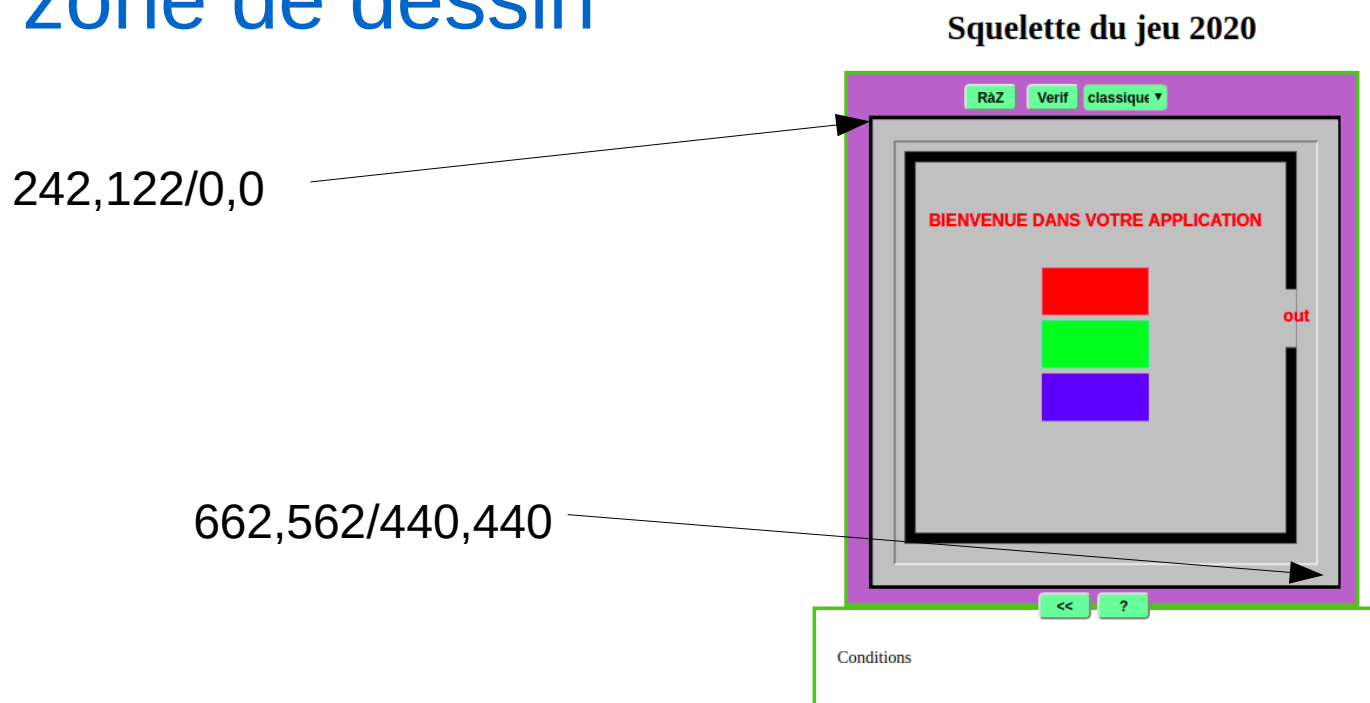 zone de dessin
Squelette du jeu 2020
RàZ Verif classique
242,122/0,0
BIENVENUE DANS VOTRE APPLICATION
out
662,562/440,440
<< ?
Conditions